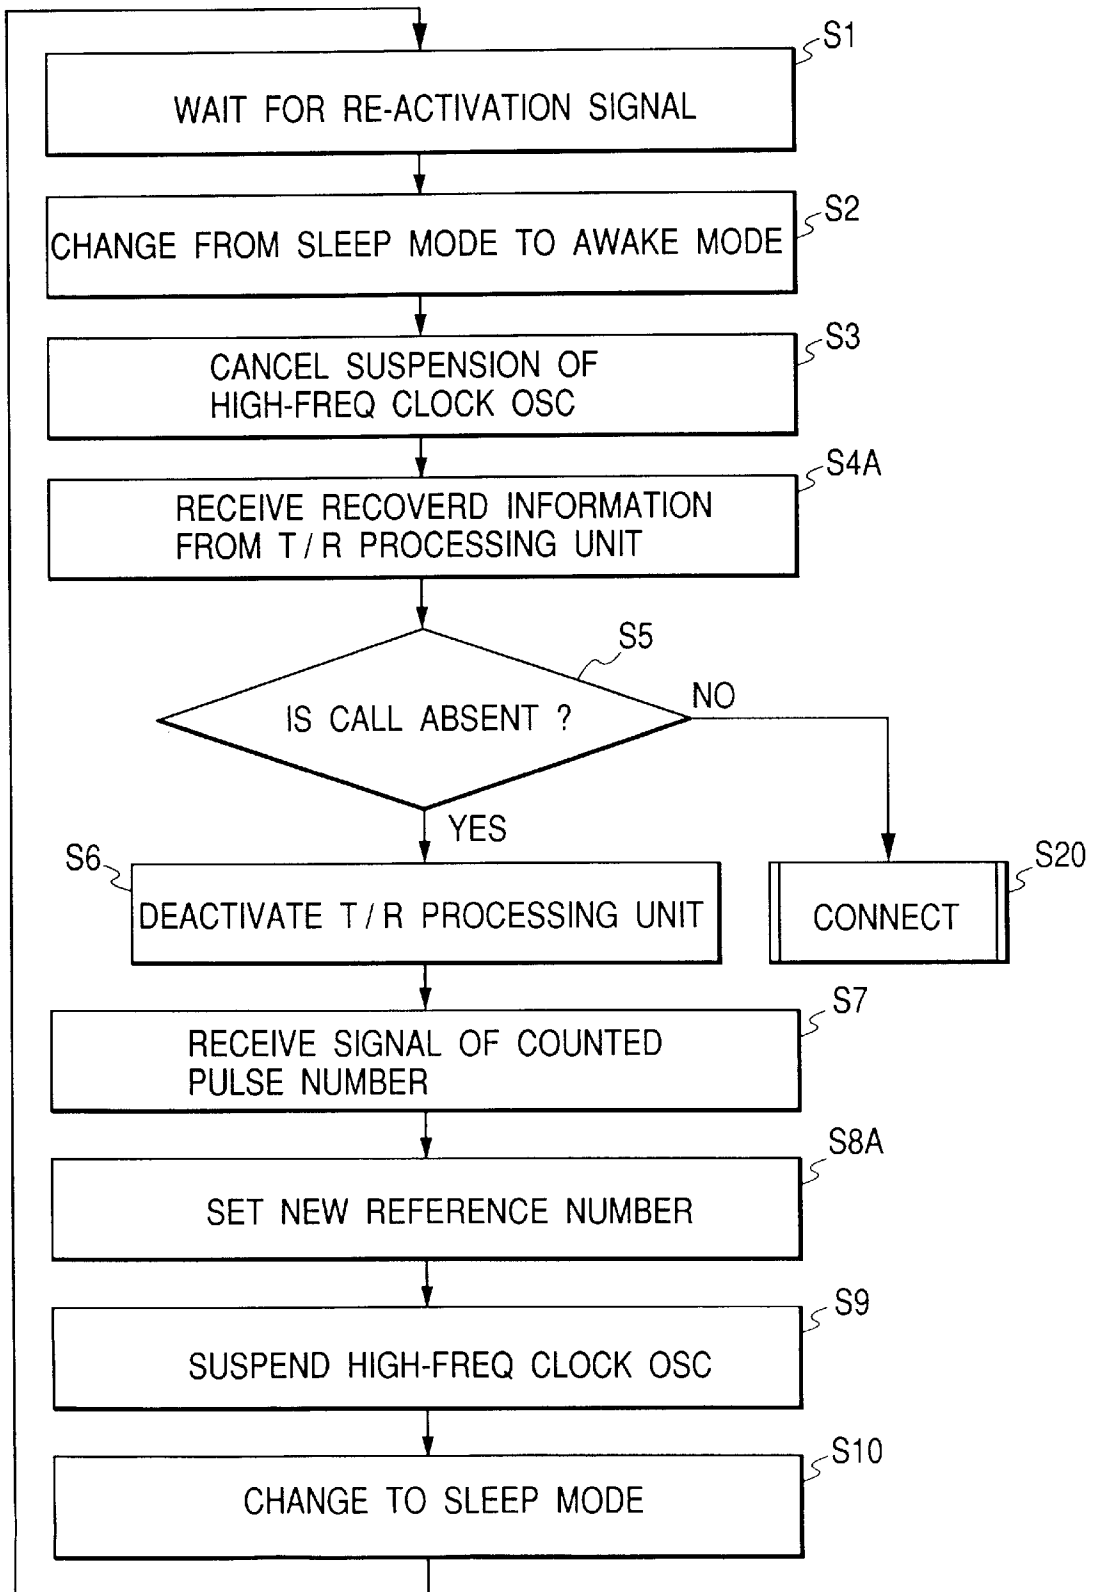 S1
WAIT FOR RE-ACTIVATION SIGNAL
S2
CHANGE FROM SLEEP MODE TO AWAKE MODE
S3
CANCEL SUSPENSION OF
HIGH-FREQ CLOCK OSC
S4A
RECEIVE RECOVERD INFORMATION
FROM T/R PROCESSING UNIT
S5
IS CALL ABSENT ?
NO
YES
S6
DEACTIVATE T/R PROCESSING UNIT
S20
CONNECT
S7
RECEIVE SIGNAL OF COUNTED
PULSE NUMBER
S8A
SET NEW REFERENCE NUMBER
S9
SUSPEND HIGH-FREQ CLOCK OSC
S10
CHANGE TO SLEEP MODE